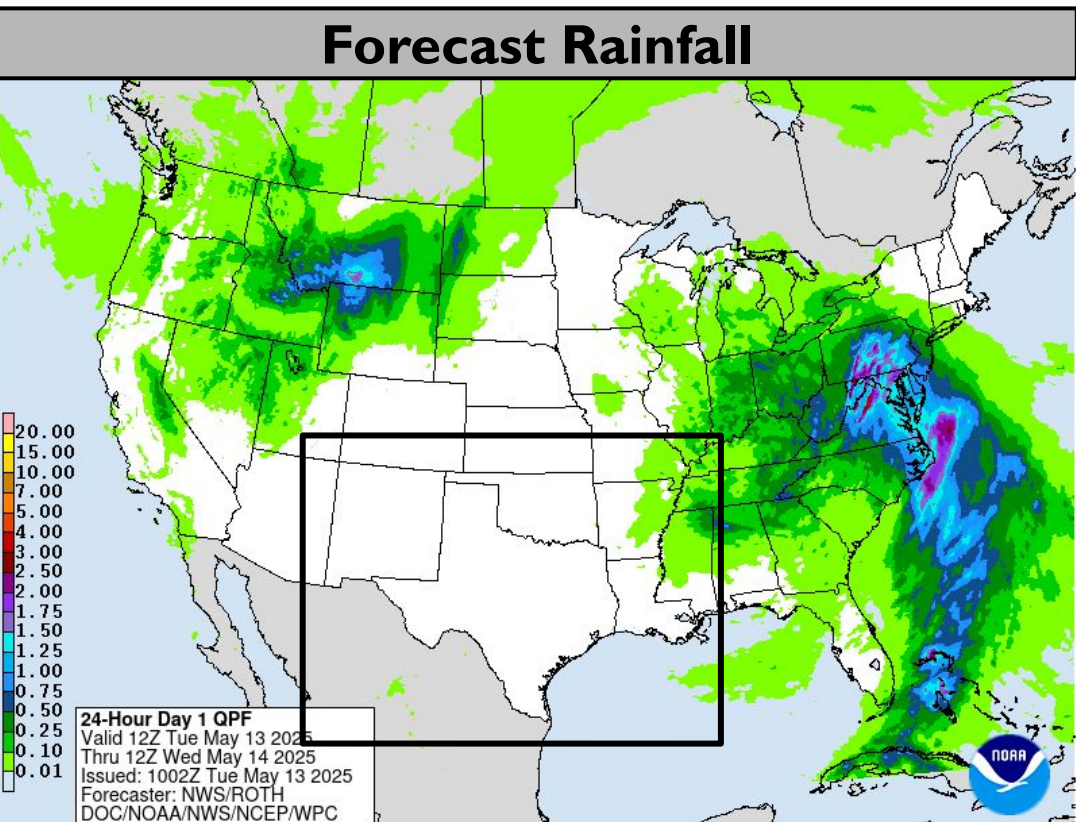 Forecast Rainfall
20.00
15.00
10.00
7.00
5.00
4.00
3.00
2.50
2.00
1.75
1.50
1.25
1.00
0.75
0.50
0.25
0.10
0.01
24-Hour Day 1 QPF
Valid 12Z Tue May 13 2025
Thru 12Z Wed May 14 2025
Issued: 1002Z Tue May 13 2025
Forecaster: NWS/ROTH
DOC/NOAA/NWS/NCEP/WPC
NOAA